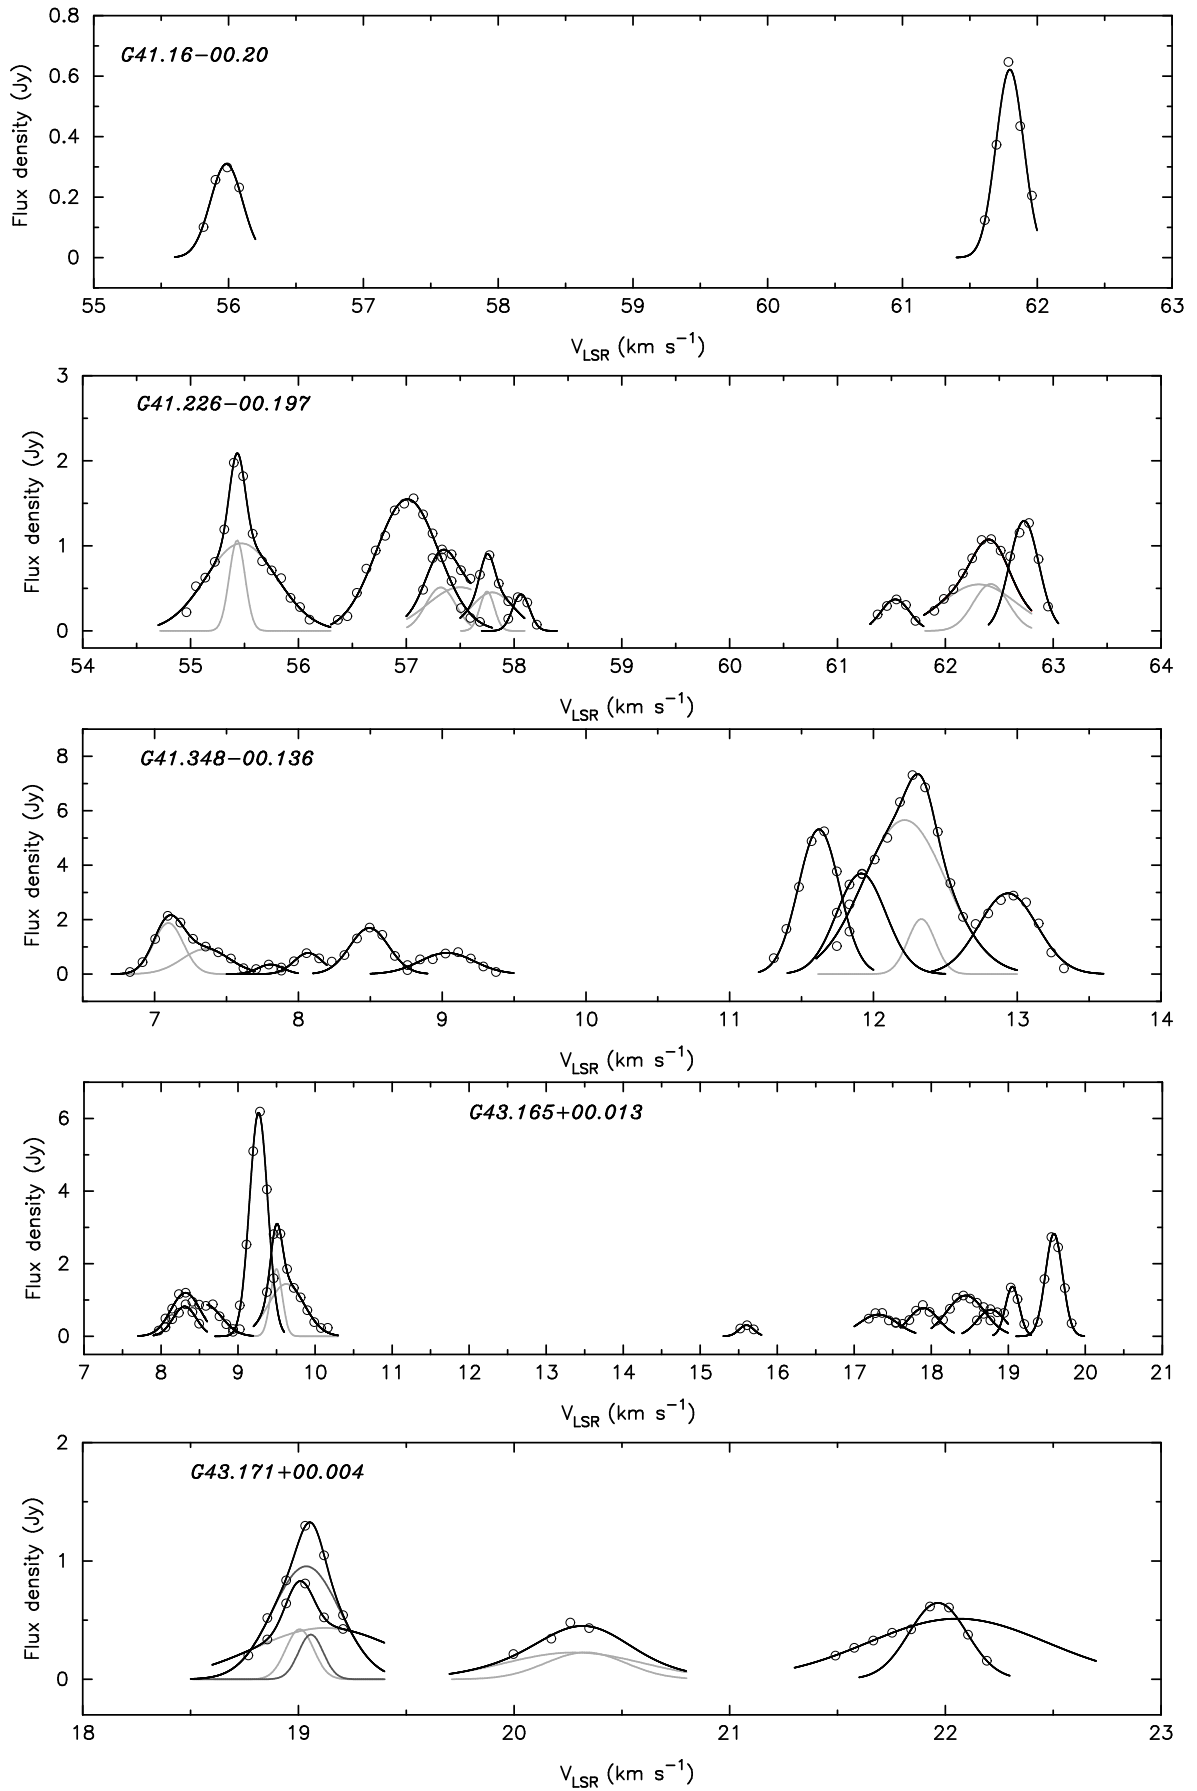 G41.16−00.20
Flux density (Jy)
0.8
0.6
0.4
0.2
0
55 56 57 58 59 60 61 62 63
V_LSR (km s⁻¹)
G41.226−00.197
Flux density (Jy)
3
2
1
0
54 55 56 57 58 59 60 61 62 63 64
V_LSR (km s⁻¹)
G41.348−00.136
Flux density (Jy)
8
6
4
2
0
7 8 9 10 11 12 13 14
V_LSR (km s⁻¹)
G43.165+00.013
Flux density (Jy)
6
4
2
0
7 8 9 10 11 12 13 14 15 16 17 18 19 20 21
V_LSR (km s⁻¹)
G43.171+00.004
Flux density (Jy)
2
1
0
18 19 20 21 22 23
V_LSR (km s⁻¹)